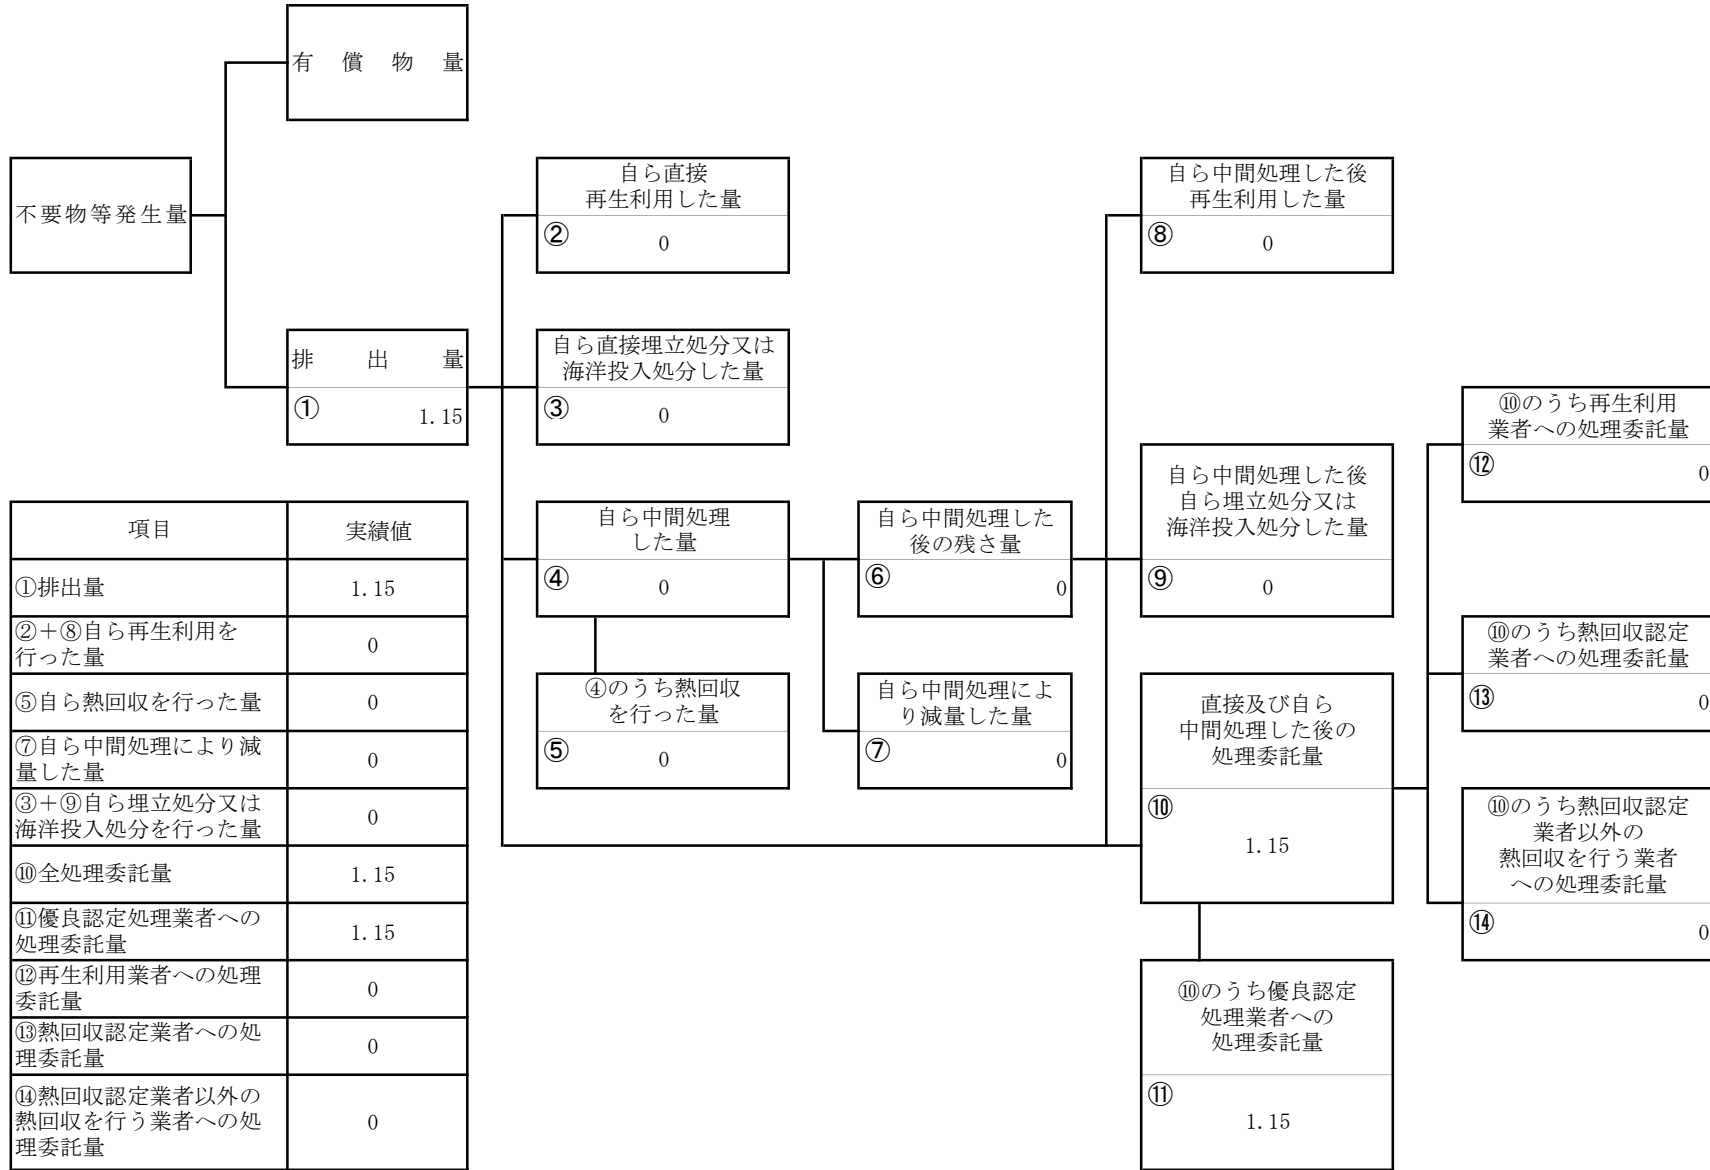 有償物量
不要物等発生量
自ら直接
再生利用した量
② 0
自ら中間処理した後
再生利用した量
⑧ 0
排出量
① 1.15
自ら直接埋立処分又は
海洋投入処分した量
③ 0
⑩のうち再生利用
業者への処理委託量
⑫ 0
自ら中間処理した後
自ら埋立処分又は
海洋投入処分した量
⑨ 0
自ら中間処理
した量
④ 0
自ら中間処理した
後の残さ量
⑥ 0
⑩のうち熱回収認定
業者への処理委託量
⑬ 0
④のうち熱回収
を行った量
⑤ 0
自ら中間処理によ
り減量した量
⑦ 0
直接及び自ら
中間処理した後の
処理委託量
⑩
1.15
⑩のうち熱回収認定
業者以外の
熱回収を行う業者
への処理委託量
⑭ 0
⑩のうち優良認定
処理業者への
処理委託量
⑪
1.15
項目 実績値
①排出量 1.15
②+⑧自ら再生利用を
行った量 0
⑤自ら熱回収を行った量 0
⑦自ら中間処理により減
量した量 0
③+⑨自ら埋立処分又は
海洋投入処分を行った量 0
⑩全処理委託量 1.15
⑪優良認定処理業者への
処理委託量 1.15
⑫再生利用業者への処理
委託量 0
⑬熱回収認定業者への処
理委託量 0
⑭熱回収認定業者以外の
熱回収を行う業者への処
理委託量 0